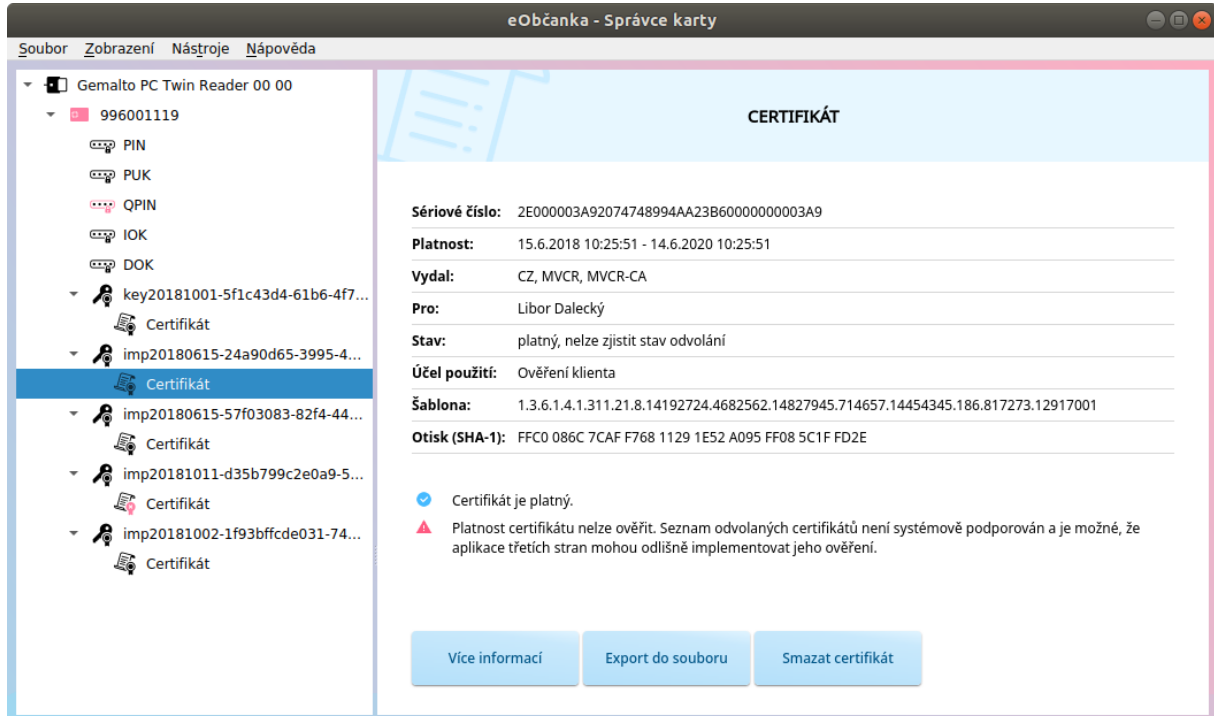 eObčanka - Správce karty
Soubor Zobrazení Nástroje Nápověda
Gemalto PC Twin Reader 00 00
996001119
PIN
PUK
QPIN
IOK
DOK
key20181001-5f1c43d4-61b6-4f7...
Certifikát
imp20180615-24a90d65-3995-4...
Certifikát
imp20180615-57f03083-82f4-44...
Certifikát
imp20181011-d35b799c2e0a9-5...
Certifikát
imp20181002-1f93bffcde031-74...
Certifikát
CERTIFIKÁT
Sériové číslo: 2E000003A92074748994AA23B60000000003A9
Platnost: 15.6.2018 10:25:51 - 14.6.2020 10:25:51
Vydal: CZ, MVCR, MVCR-CA
Pro: Libor Dalecký
Stav: platný, nelze zjistit stav odvolání
Účel použití: Ověření klienta
Šablona: 1.3.6.1.4.1.311.21.8.14192724.4682562.14827945.714657.14454345.186.817273.12917001
Otisk (SHA-1): FFC0 086C 7CAF F768 1129 1E52 A095 FF08 5C1F FD2E
Certifikát je platný.
Platnost certifikátu nelze ověřit. Seznam odvolaných certifikátů není systémově podporován a je možné, že
aplikace třetích stran mohou odlišně implementovat jeho ověření.
Více informací
Export do souboru
Smazat certifikát